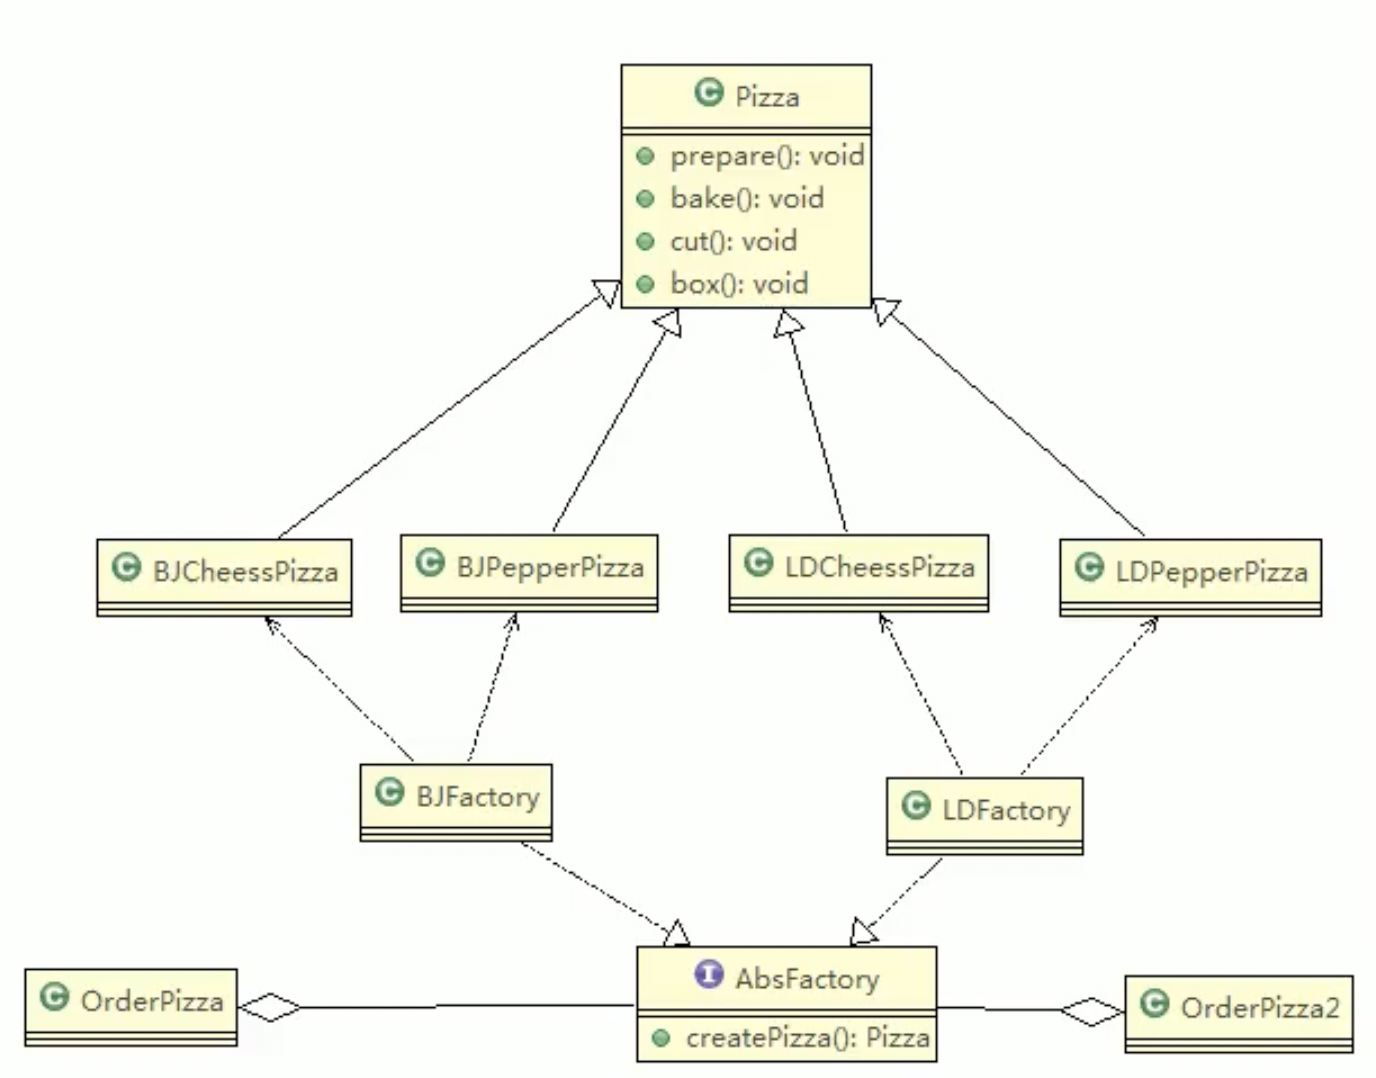 Pizza
prepare(): void
bake(): void
cut(): void
box(): void
BJCheessPizza
BJPepperPizza
LDCheessPizza
LDPepperPizza
BJFactory
LDFactory
OrderPizza
AbsFactory
createPizza(): Pizza
OrderPizza2